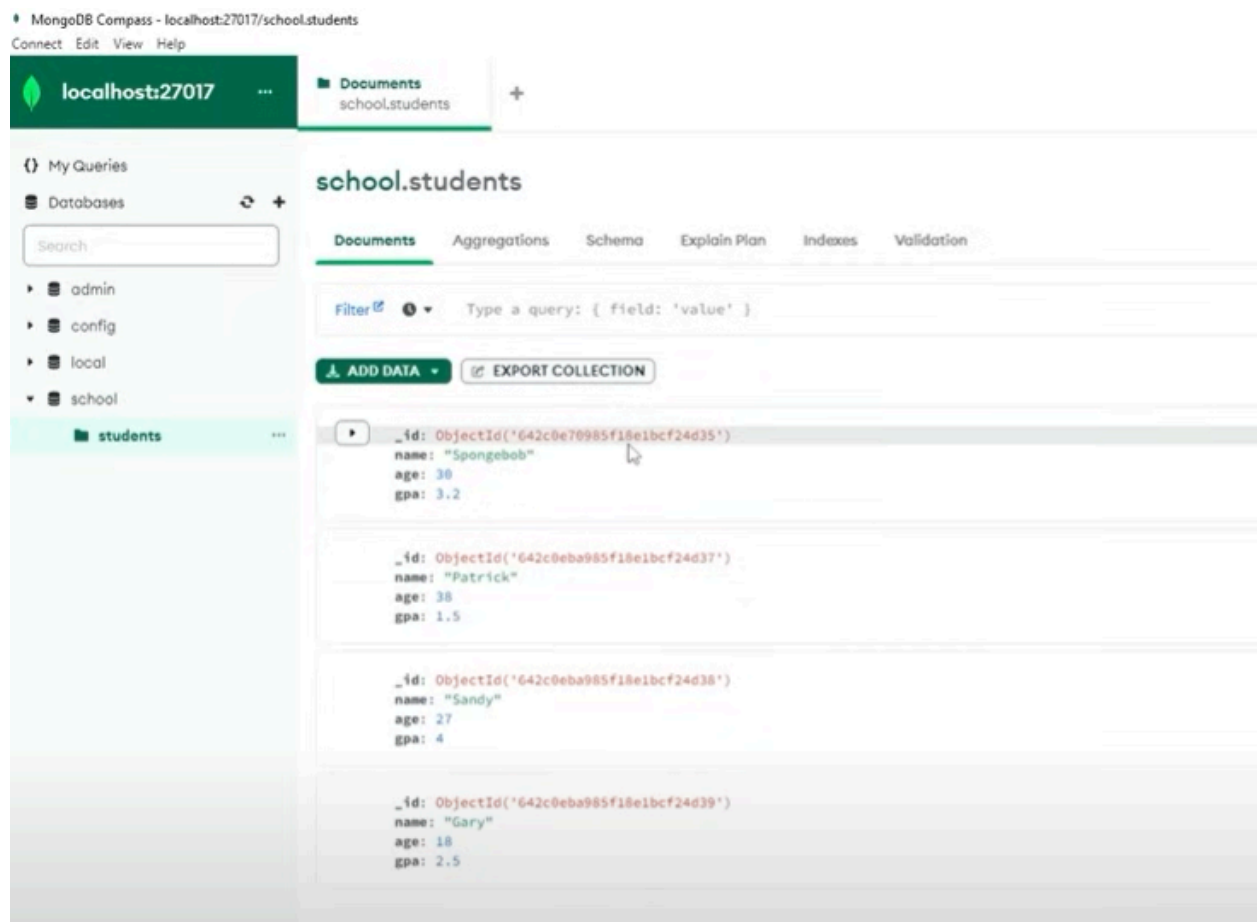 MongoDB Compass - localhost:27017/school.students
Connect Edit View Help
localhost:27017 ...
Documents
school.students
+
{} My Queries
Databases
Search
admin
config
local
school
students ...
school.students
Documents Aggregations Schema Explain Plan Indexes Validation
Filter Type a query: { field: 'value' }
ADD DATA EXPORT COLLECTION
_id: ObjectId('642c0e70985f18e1bcf24d35')
name: "Spongebob"
age: 30
gpa: 3.2
_id: ObjectId('642c0eba985f18e1bcf24d37')
name: "Patrick"
age: 38
gpa: 1.5
_id: ObjectId('642c0eba985f18e1bcf24d38')
name: "Sandy"
age: 27
gpa: 4
_id: ObjectId('642c0eba985f18e1bcf24d39')
name: "Gary"
age: 18
gpa: 2.5